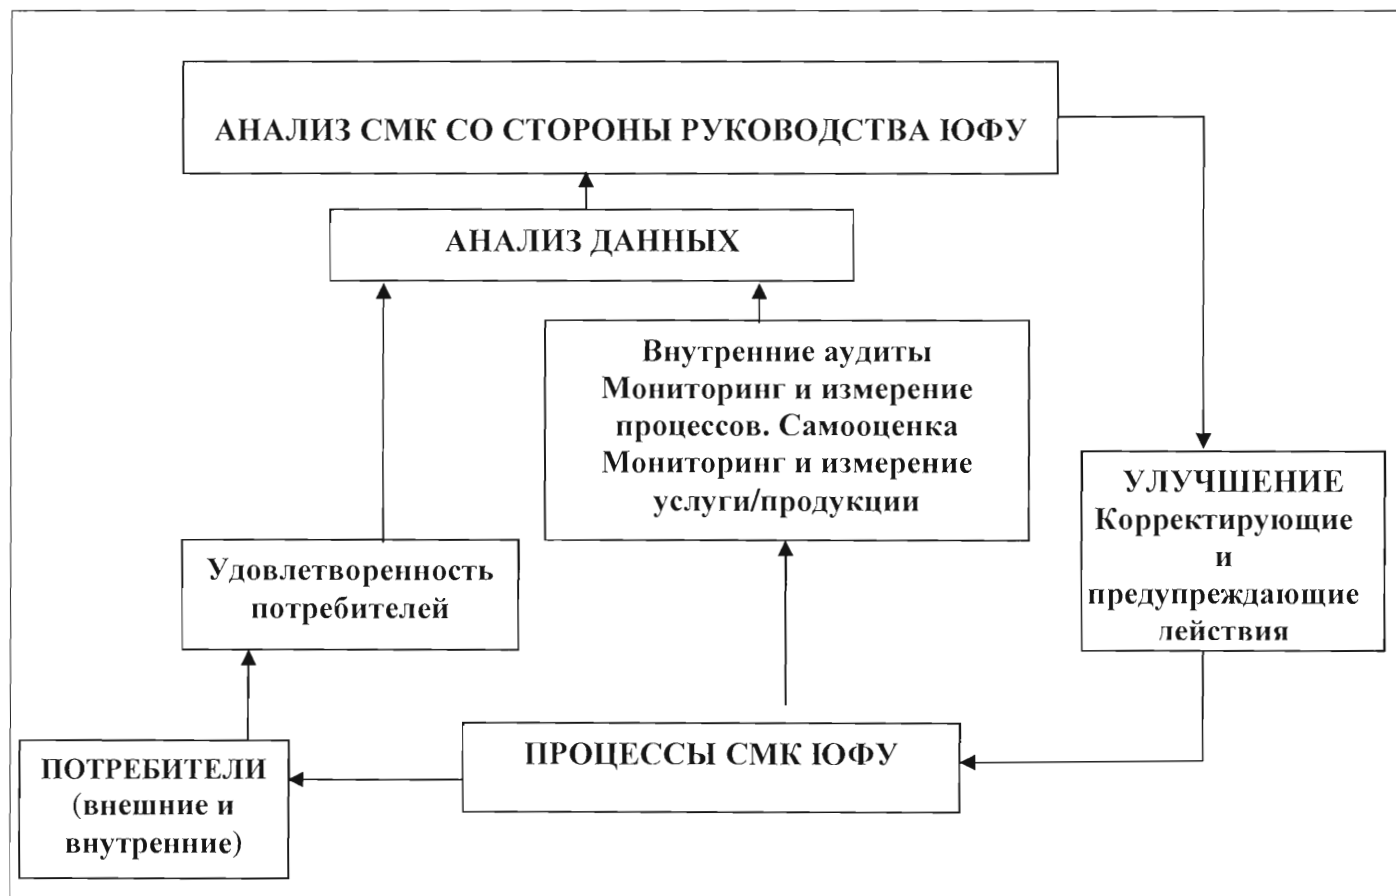 АНАЛИЗ СМК СО СТОРОНЫ РУКОВОДСТВА ЮФУ
АНАЛИЗ ДАННЫХ
Внутренние аудиты
Мониторинг и измерение
процессов. Самооценка
Мониторинг и измерение
услуги/продукции
УЛУЧШЕНИЕ
Корректирующие
и
предупреждающие
действия
Удовлетворенность
потребителей
ПРОЦЕССЫ СМК ЮФУ
ПОТРЕБИТЕЛИ
(внешние и
внутренние)